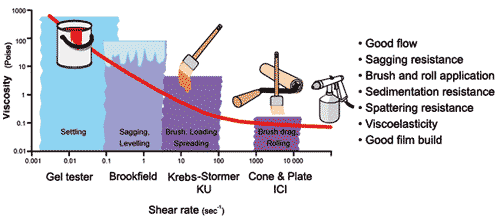 Viscosity
(Poise)
1000
100
10
1
0.1
0.01
Setting
Sagging,
Levelling
Brush, Loading
Spreading
Brush drag,
Rolling
0.001
0.01
0.1
1
10
100
1000
10000
Gel tester
Brookfield
Krebs-Stormer
KU
Cone & Plate
ICI
Shear rate (sec⁻¹)
• Good flow
• Sagging resistance
• Brush and roll application
• Sedimentation resistance
• Spattering resistance
• Viscoelasticity
• Good film build